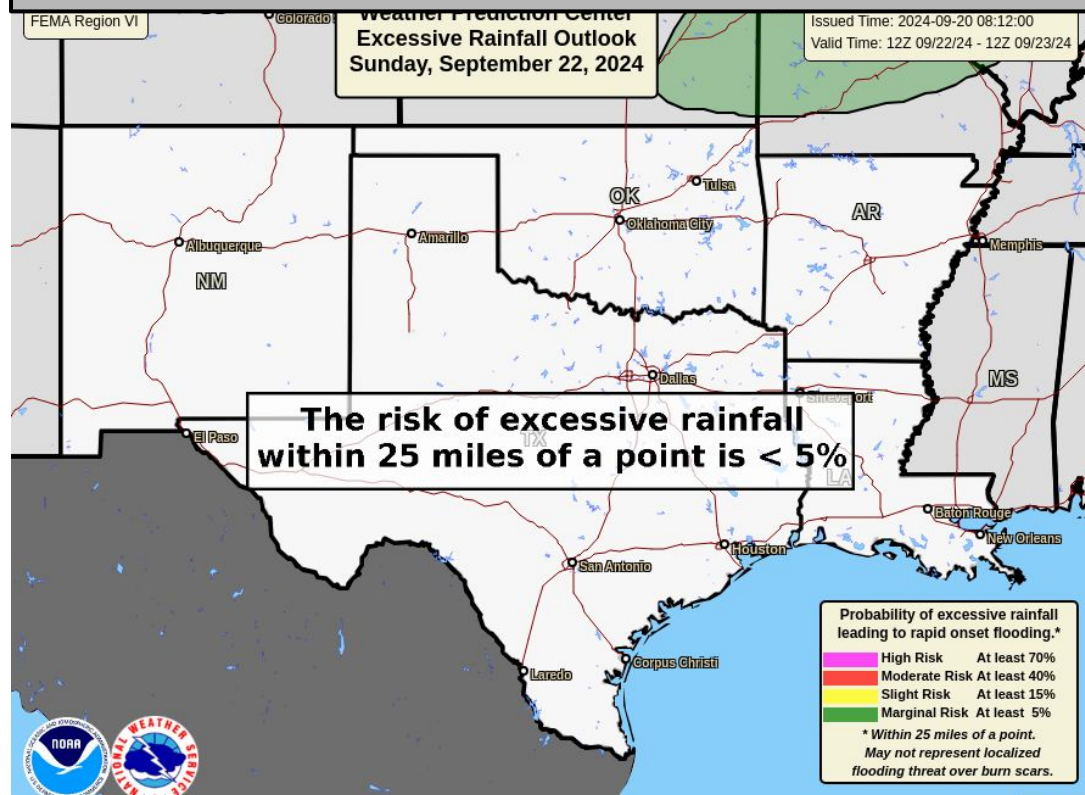 FEMA Region VI
Colorado
Weather Prediction Center
Excessive Rainfall Outlook
Sunday, September 22, 2024
Issued Time: 2024-09-20 08:12:00
Valid Time: 12Z 09/22/24 - 12Z 09/23/24
Tulsa
OK
Oklahoma City
AR
Amarillo
Albuquerque
Memphis
NM
Dallas
MS
Shreveport
The risk of excessive rainfall
within 25 miles of a point is < 5%
El Paso
TX
LA
Baton Rouge
New Orleans
Houston
San Antonio
Corpus Christi
Laredo
Probability of excessive rainfall
leading to rapid onset flooding.*
High Risk At least 70%
Moderate Risk At least 40%
Slight Risk At least 15%
Marginal Risk At least 5%
* Within 25 miles of a point.
May not represent localized
flooding threat over burn scars.
NOAA
NATIONAL WEATHER SERVICE